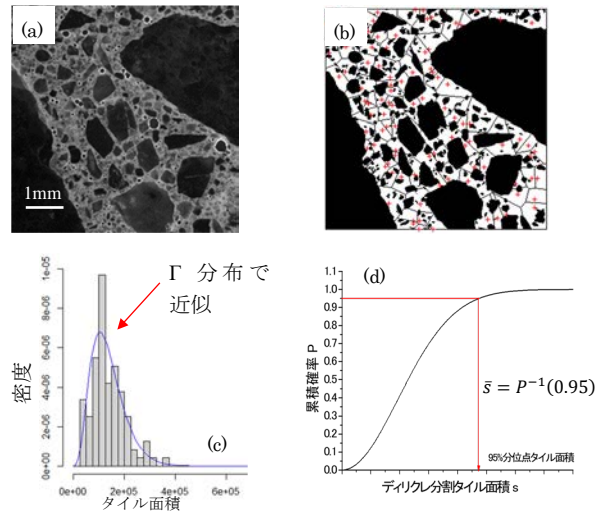 (a)
1mm
(b)
Γ 分布で
近似
密度
1e-05
8e-06
6e-06
4e-06
2e-06
0e+00
(c)
0e+00 2e+05 4e+05 6e+05
タイル面積
(d)
累積確率 P
1.1
1.0
0.9
0.8
0.7
0.6
0.5
0.4
0.3
0.2
0.1
0.0
s̄ = P⁻¹(0.95)
95%分位点タイル面積
ディリクレ分割タイル面積 s